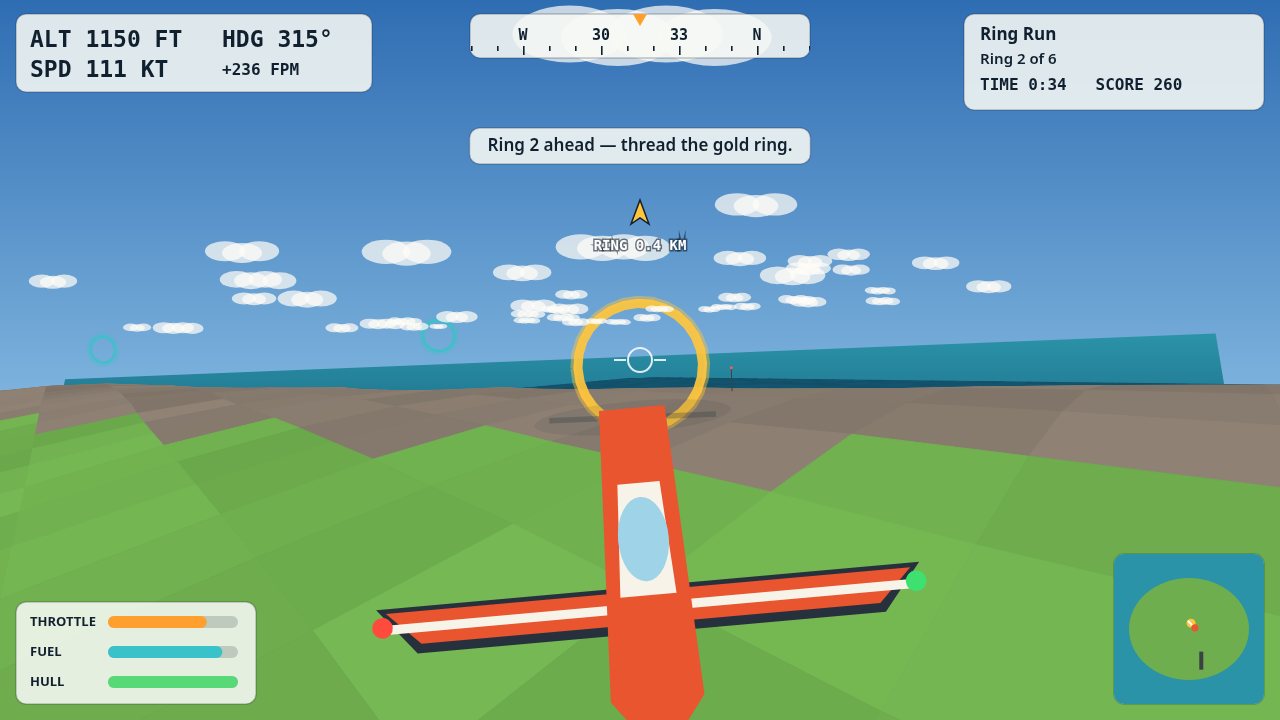 ALT 1150 FT HDG 315°
SPD 111 KT +236 FPM
W 30 33 N
Ring Run
Ring 2 of 6
TIME 0:34 SCORE 260
Ring 2 ahead — thread the gold ring.
RING 0.4 KM
THROTTLE
FUEL
HULL